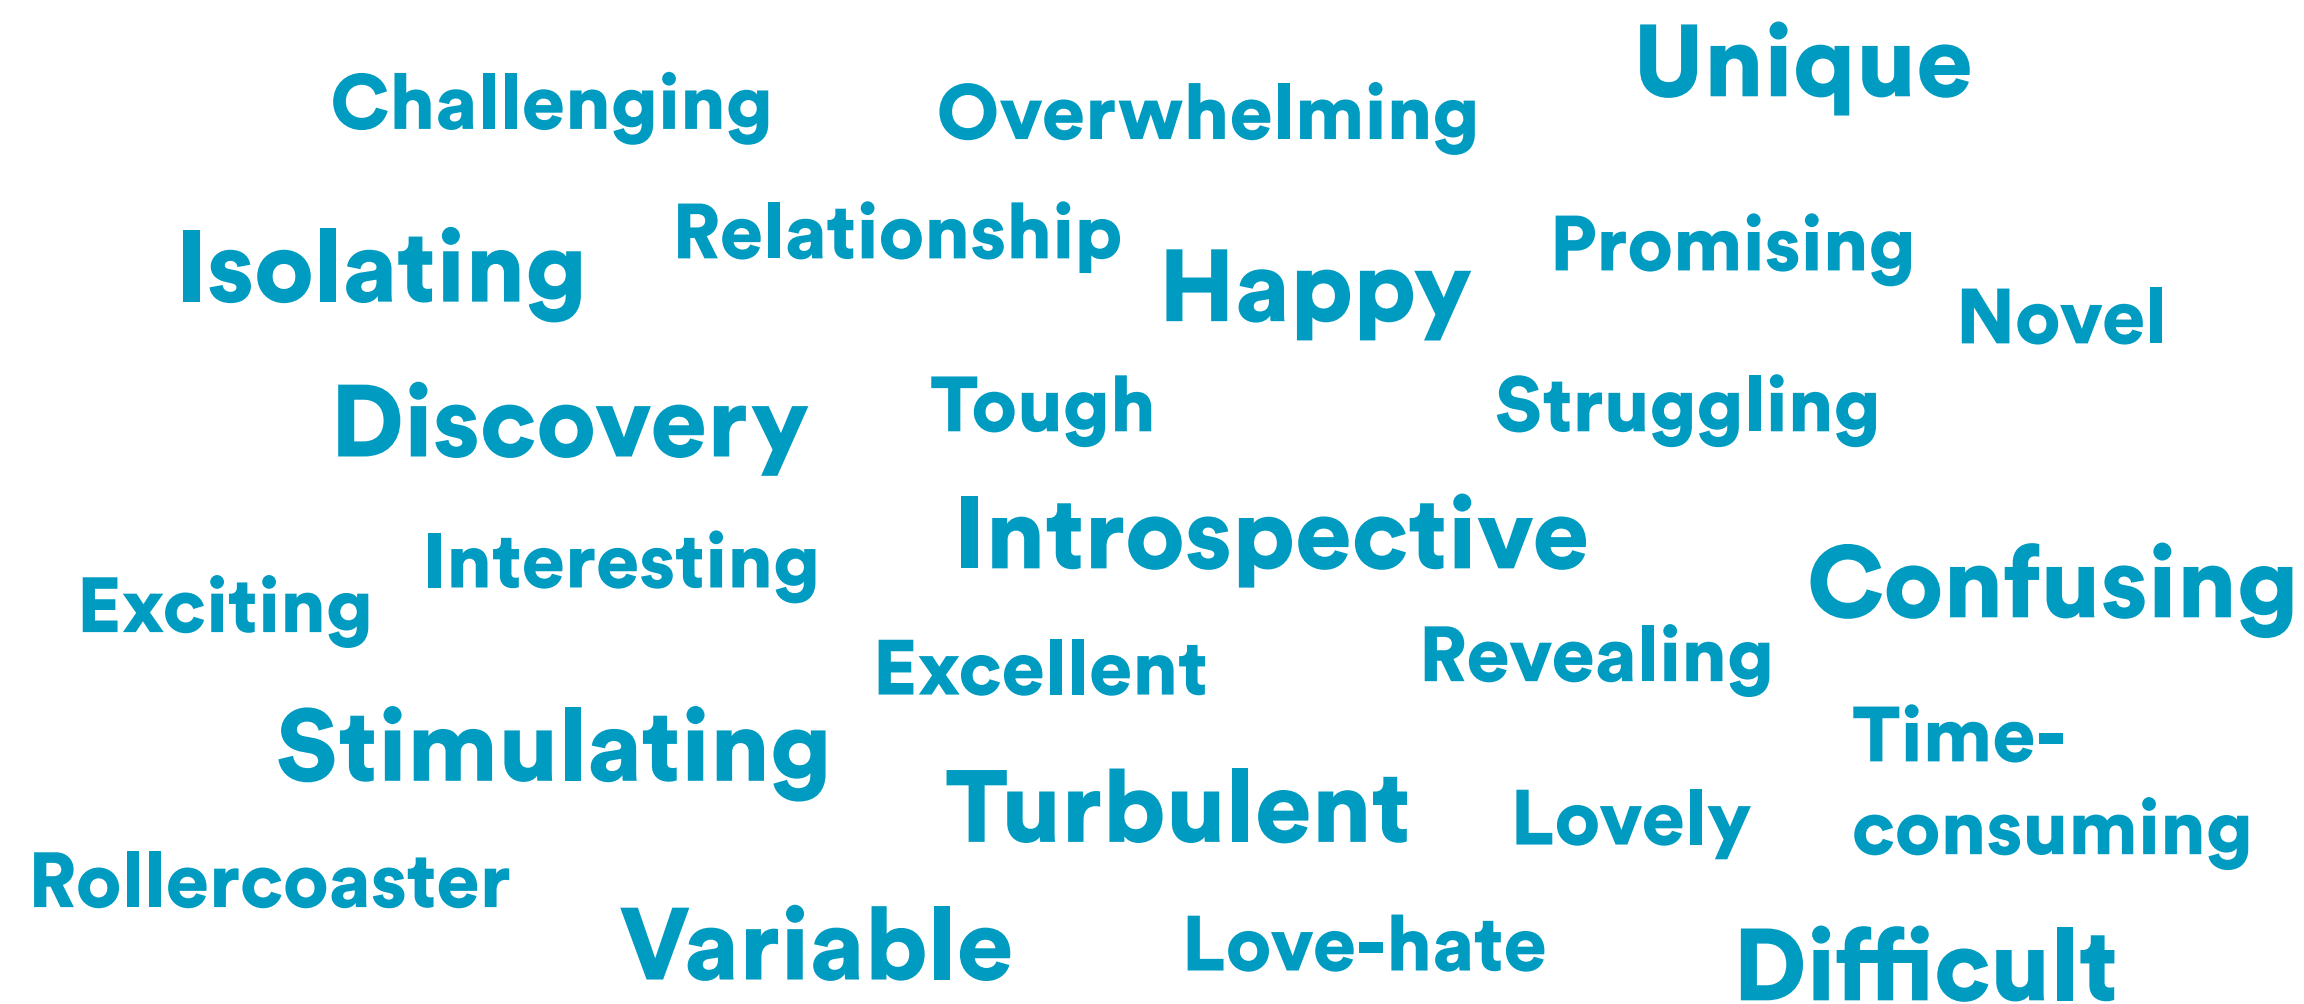 Unique
Challenging
Overwhelming
Relationship
Isolating
Happy
Promising
Novel
Discovery
Tough
Struggling
Introspective
Interesting
Exciting
Confusing
Excellent
Revealing
Stimulating
Time-
consuming
Turbulent
Lovely
Rollercoaster
Variable
Love-hate
Difficult